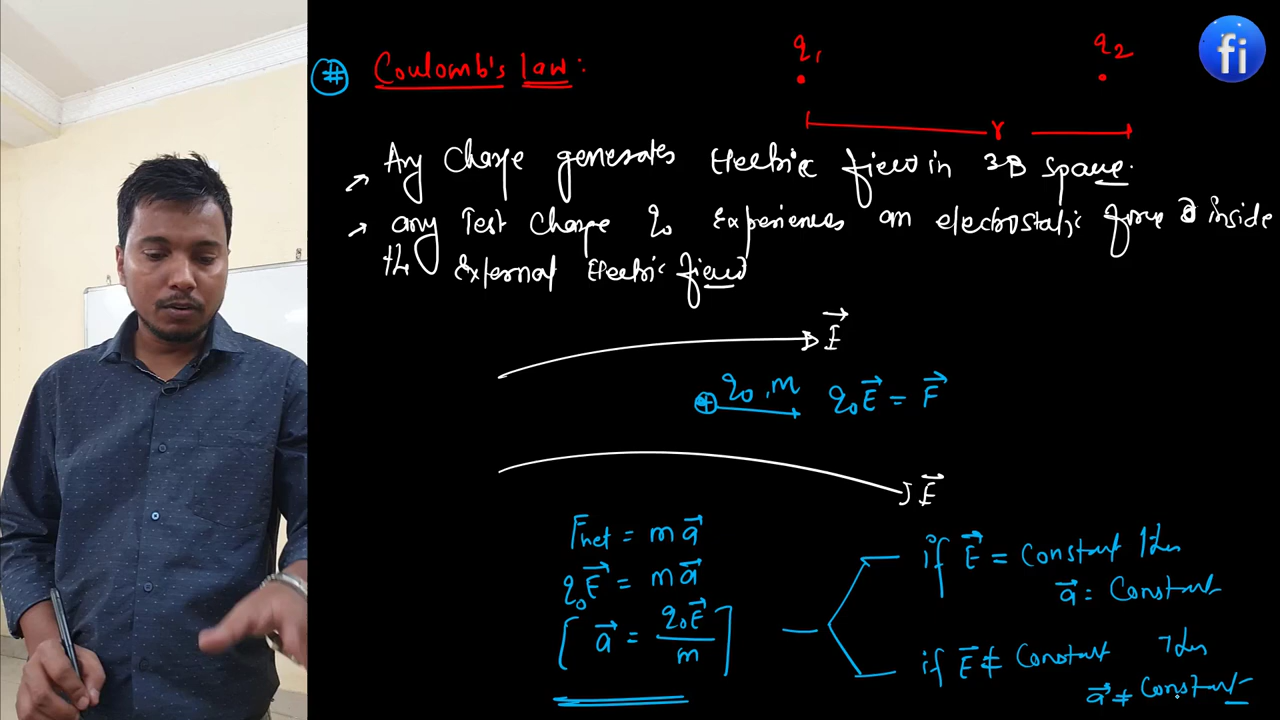 q₁ q₂
# Coulomb's law :
r
Any Charge generates Electric field in 3D space.
any Test Charge q₀ Experiences an electrostatic force inside
the External Electric field
E⃗
q₀, m q₀E⃗ = F⃗
E⃗
Fnet = ma⃗
q₀E⃗ = ma⃗
[ a⃗ = q₀E⃗ / m ]
if E⃗ = Constant then
a⃗ = Constant
if E⃗ ≠ Constant then
a⃗ ≠ Constant
fi